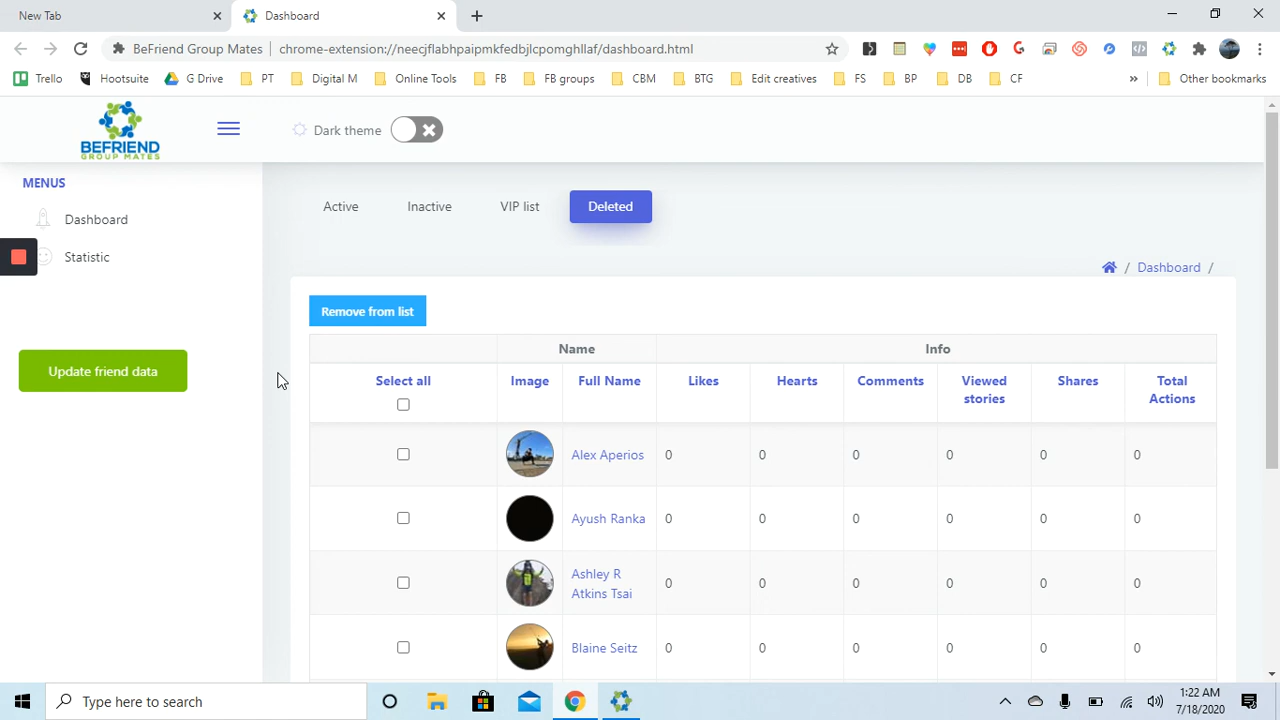 New Tab
Dashboard
BeFriend Group Mates
chrome-extension://neecjflabhpaipmkfedbjlcpomghllaf/dashboard.html
Trello
Hootsuite
G Drive
PT
Digital M
Online Tools
FB
FB groups
CBM
BTG
Edit creatives
FS
BP
DB
CF
»
Other bookmarks
BEFRIEND
GROUP MATES
Dark theme
MENUS
Dashboard
Statistic
Update friend data
Active
Inactive
VIP list
Deleted
/ Dashboard /
Remove from list
Name
Info
Select all
Image
Full Name
Likes
Hearts
Comments
Viewed stories
Shares
Total Actions
Alex Aperios 0 0 0 0 0 0
Ayush Ranka 0 0 0 0 0 0
Ashley R
Atkins Tsai 0 0 0 0 0 0
Blaine Seitz 0 0 0 0 0 0
Type here to search
1:22 AM
7/18/2020